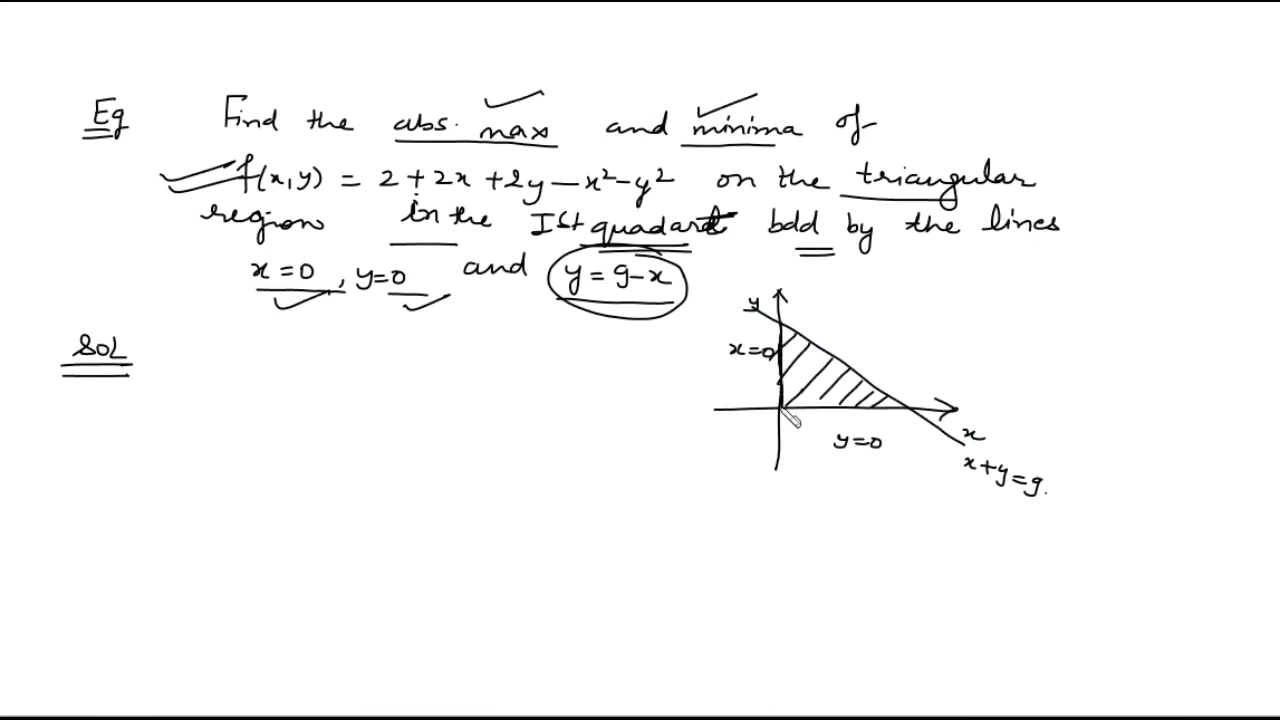 Eg Find the abs. max and minima of
f(x,y) = 2+2x+2y-x²-y² on the triangular
region in the Ist quadart bdd by the lines
x=0, y=0 and y=9-x
Sol
y
x=0
y=0
x
x+y=9.